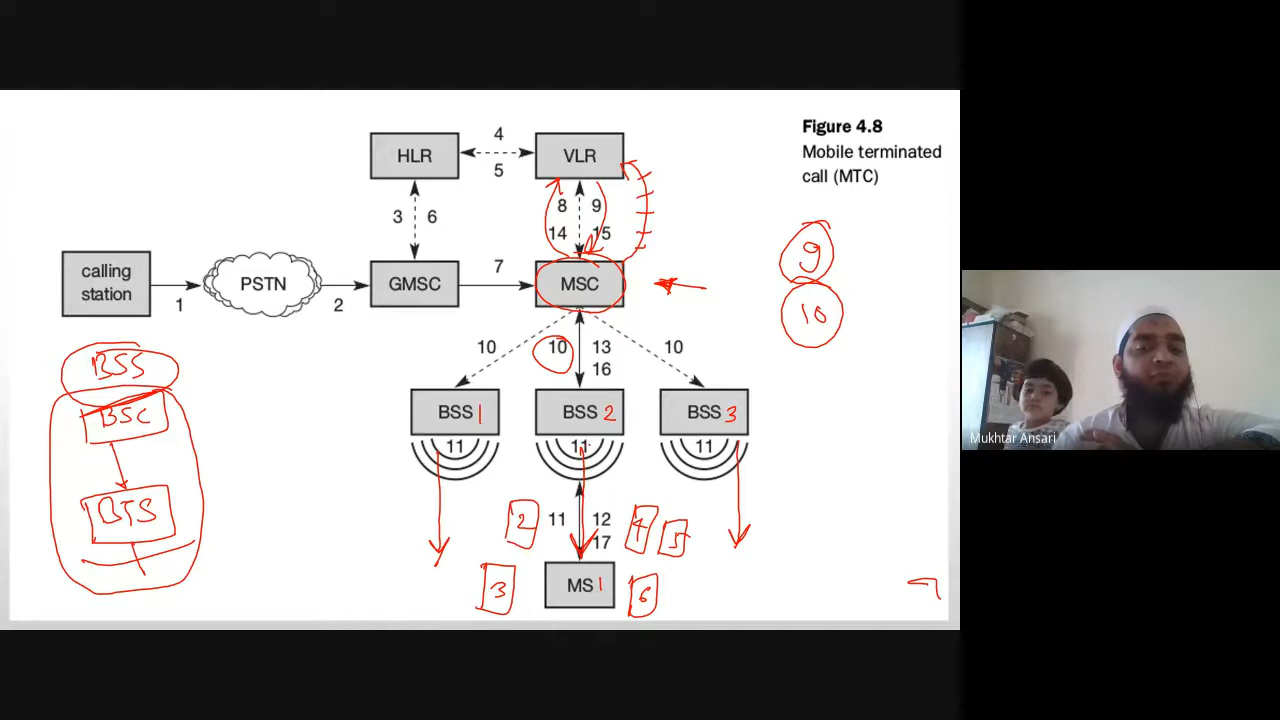 Figure 4.8
Mobile terminated
call (MTC)
HLR
4
5
VLR
3
6
8
9
14
15
calling
station
1
PSTN
2
GMSC
7
MSC
9
10
10
10
13
16
10
BSS
BSC
BTS
BSS 1
BSS 2
BSS 3
11
11
11
2
11
12
17
4
5
3
MS 1
6
Mukhtar Ansari